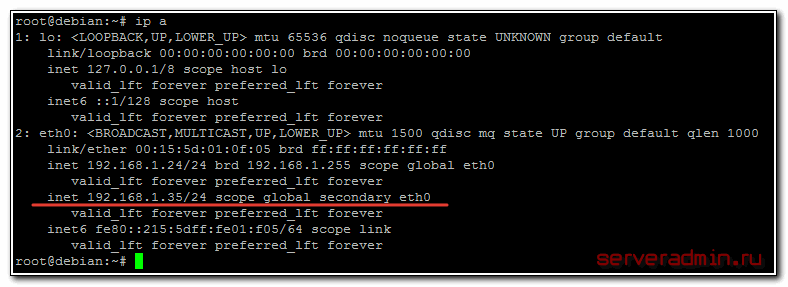 root@debian:~# ip a
1: lo: <LOOPBACK,UP,LOWER_UP> mtu 65536 qdisc noqueue state UNKNOWN group default
link/loopback 00:00:00:00:00:00 brd 00:00:00:00:00:00
inet 127.0.0.1/8 scope host lo
valid_lft forever preferred_lft forever
inet6 ::1/128 scope host
valid_lft forever preferred_lft forever
2: eth0: <BROADCAST,MULTICAST,UP,LOWER_UP> mtu 1500 qdisc mq state UP group default qlen 1000
link/ether 00:15:5d:01:0f:05 brd ff:ff:ff:ff:ff:ff
inet 192.168.1.24/24 brd 192.168.1.255 scope global eth0
valid_lft forever preferred_lft forever
inet 192.168.1.35/24 scope global secondary eth0
valid_lft forever preferred_lft forever
inet6 fe80::215:5dff:fe01:f05/64 scope link
valid_lft forever preferred_lft forever
root@debian:~#
serveradmin.ru